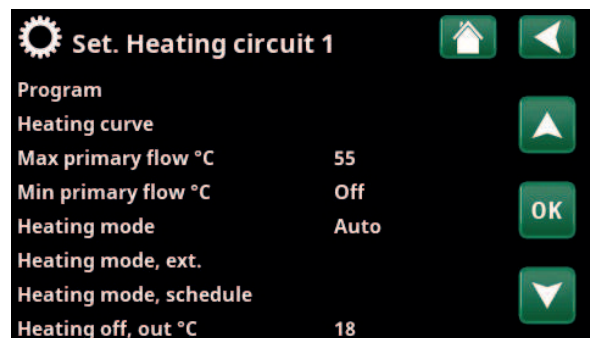 Set. Heating circuit 1
Program
Heating curve
Max primary flow °C 55
Min primary flow °C Off
Heating mode Auto
OK
Heating mode, ext.
Heating mode, schedule
Heating off, out °C 18